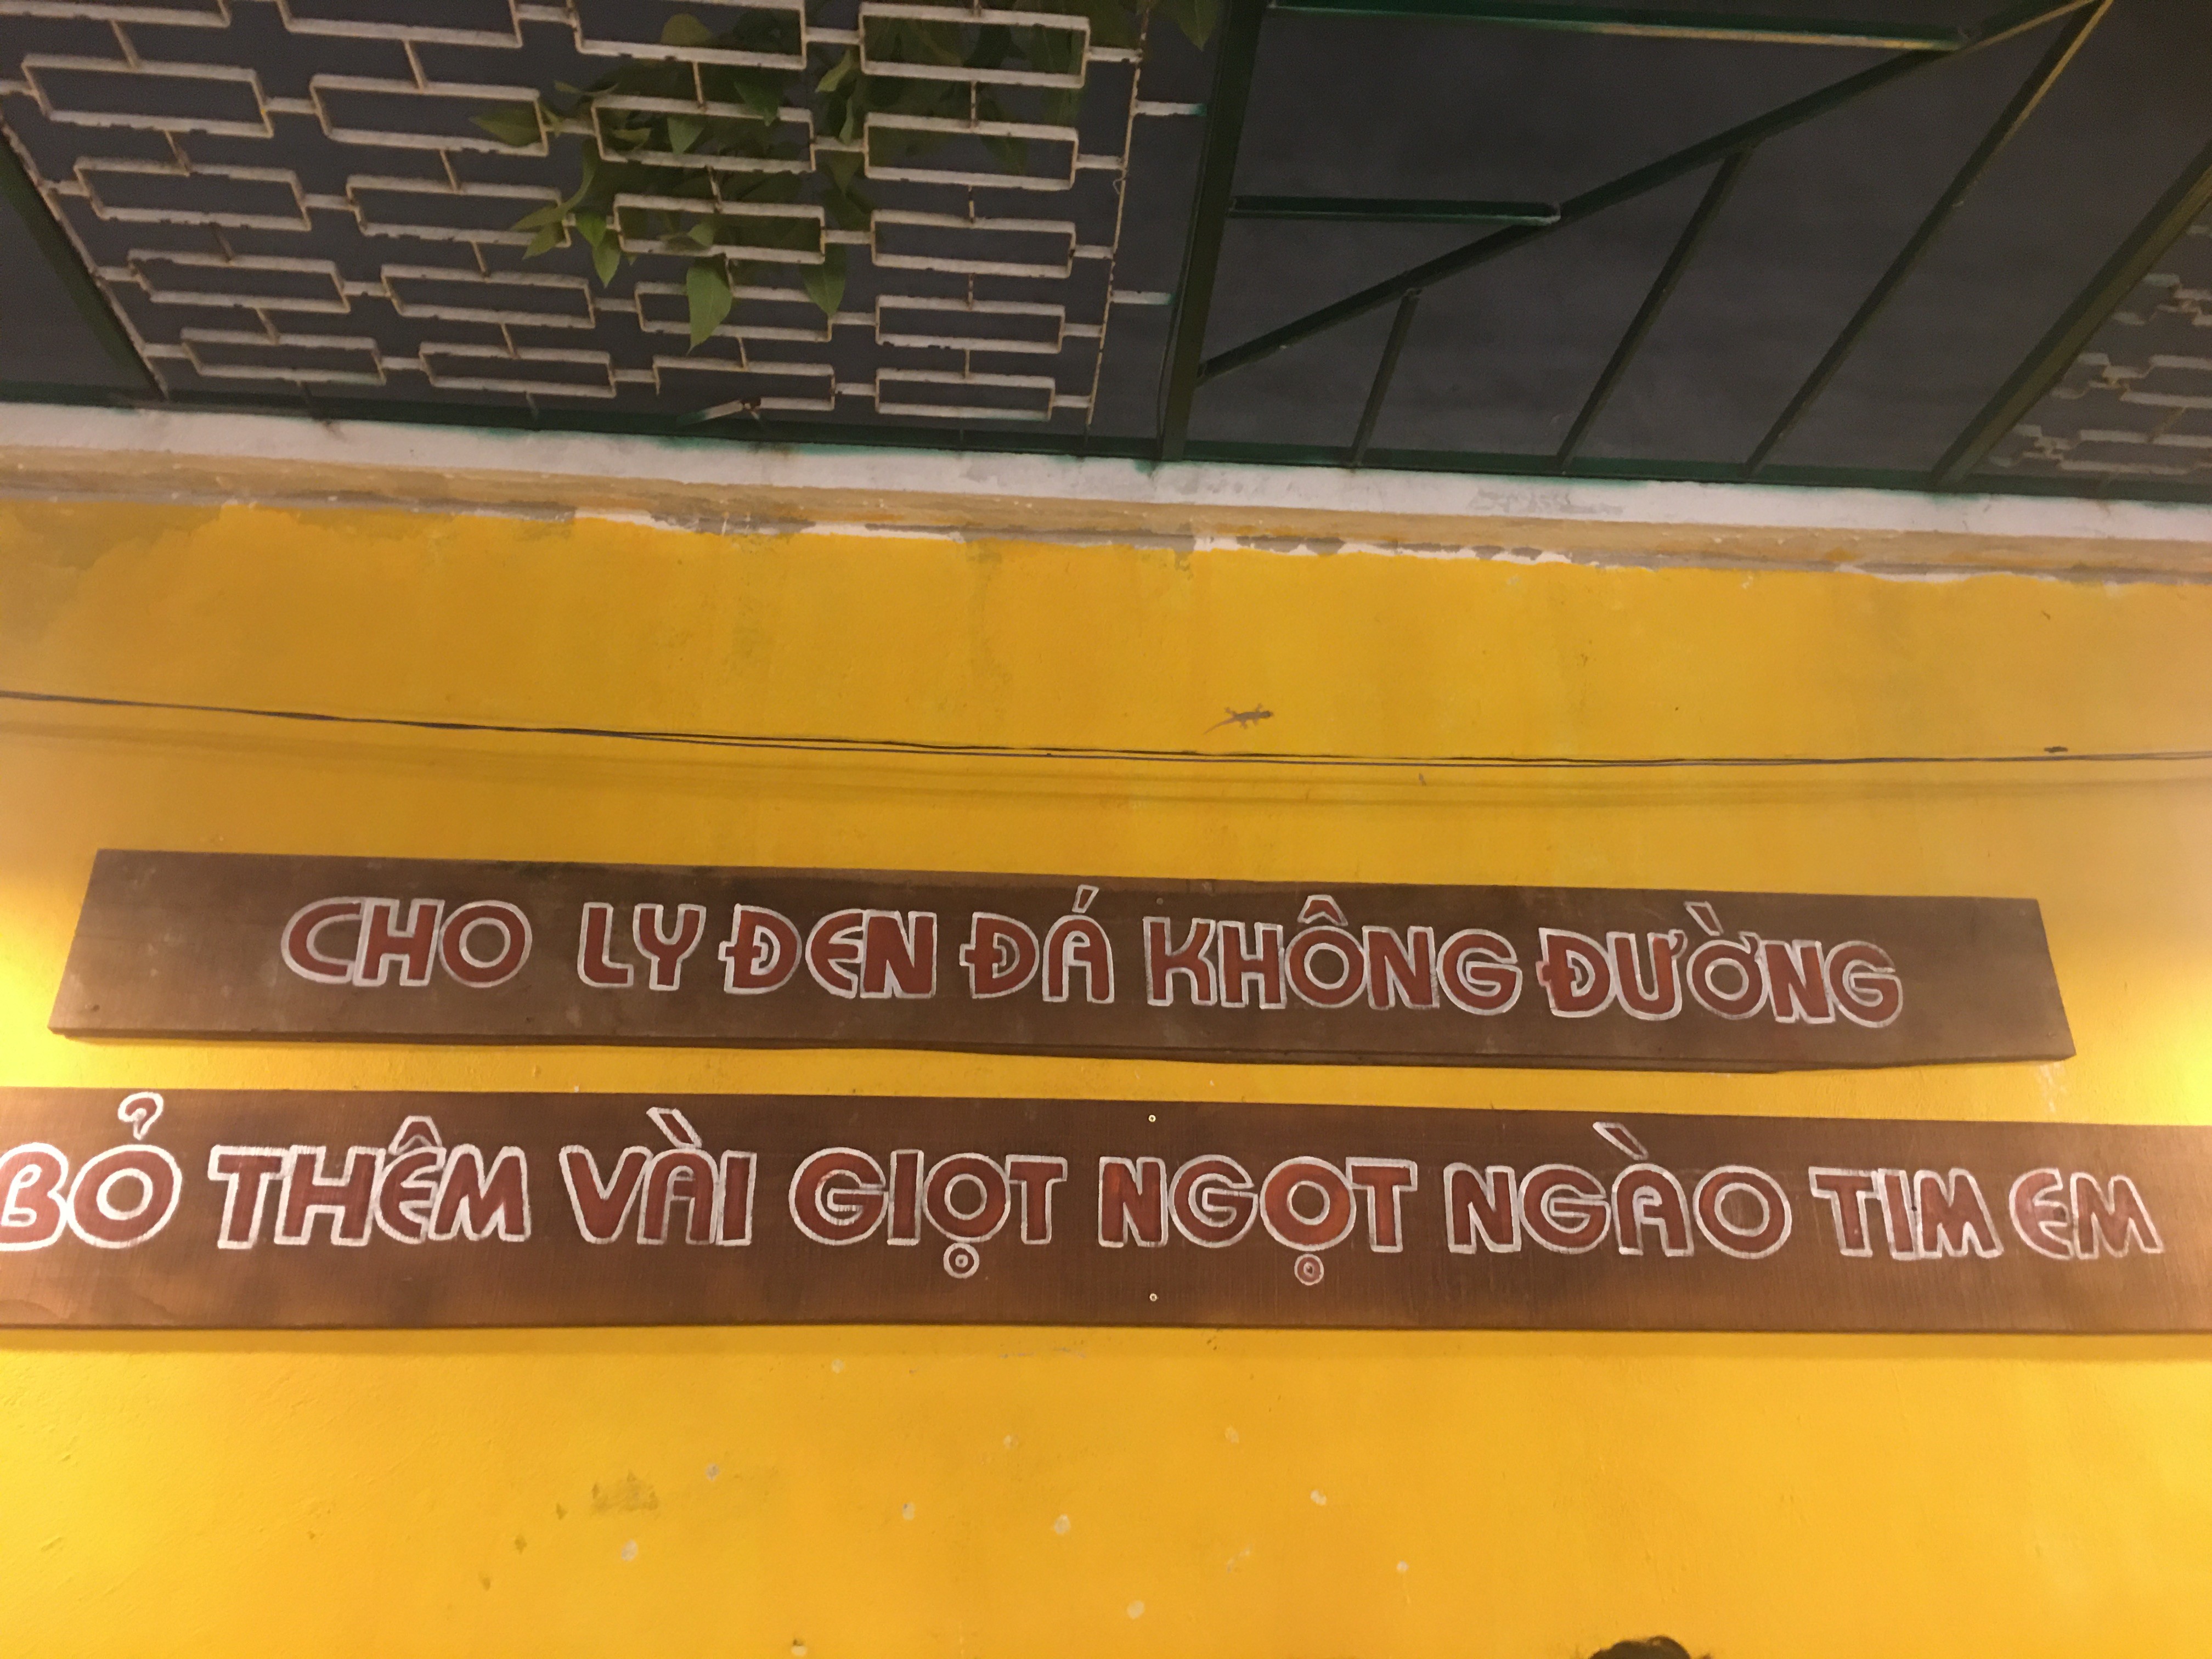 CHO LY ĐEN ĐÁ KHÔNG ĐƯỜNG
BỎ THÊM VÀI GIỌT NGỌT NGÀO TIM EM